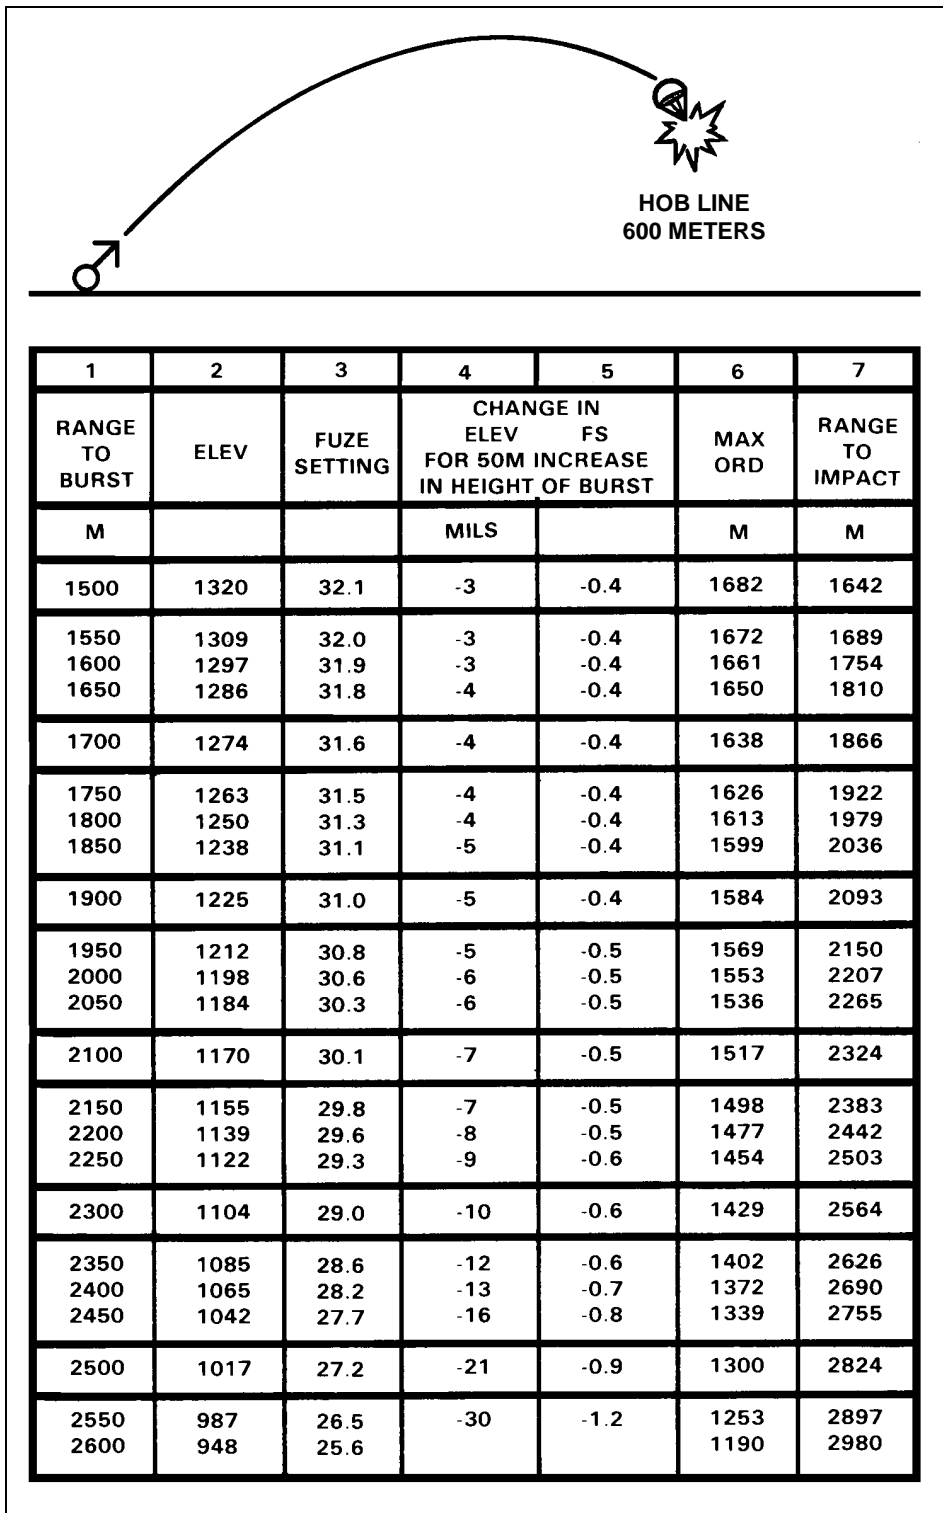 HOB LINE
600 METERS
1 2 3 4 5 6 7
RANGE TO BURST ELEV FUZE SETTING CHANGE IN ELEV FS FOR 50M INCREASE IN HEIGHT OF BURST MAX ORD RANGE TO IMPACT
M MILS M M
1500 1320 32.1 -3 -0.4 1682 1642
1550 1309 32.0 -3 -0.4 1672 1689
1600 1297 31.9 -3 -0.4 1661 1754
1650 1286 31.8 -4 -0.4 1650 1810
1700 1274 31.6 -4 -0.4 1638 1866
1750 1263 31.5 -4 -0.4 1626 1922
1800 1250 31.3 -4 -0.4 1613 1979
1850 1238 31.1 -5 -0.4 1599 2036
1900 1225 31.0 -5 -0.4 1584 2093
1950 1212 30.8 -5 -0.5 1569 2150
2000 1198 30.6 -6 -0.5 1553 2207
2050 1184 30.3 -6 -0.5 1536 2265
2100 1170 30.1 -7 -0.5 1517 2324
2150 1155 29.8 -7 -0.5 1498 2383
2200 1139 29.6 -8 -0.5 1477 2442
2250 1122 29.3 -9 -0.6 1454 2503
2300 1104 29.0 -10 -0.6 1429 2564
2350 1085 28.6 -12 -0.6 1402 2626
2400 1065 28.2 -13 -0.7 1372 2690
2450 1042 27.7 -16 -0.8 1339 2755
2500 1017 27.2 -21 -0.9 1300 2824
2550 987 26.5 -30 -1.2 1253 2897
2600 948 25.6 1190 2980